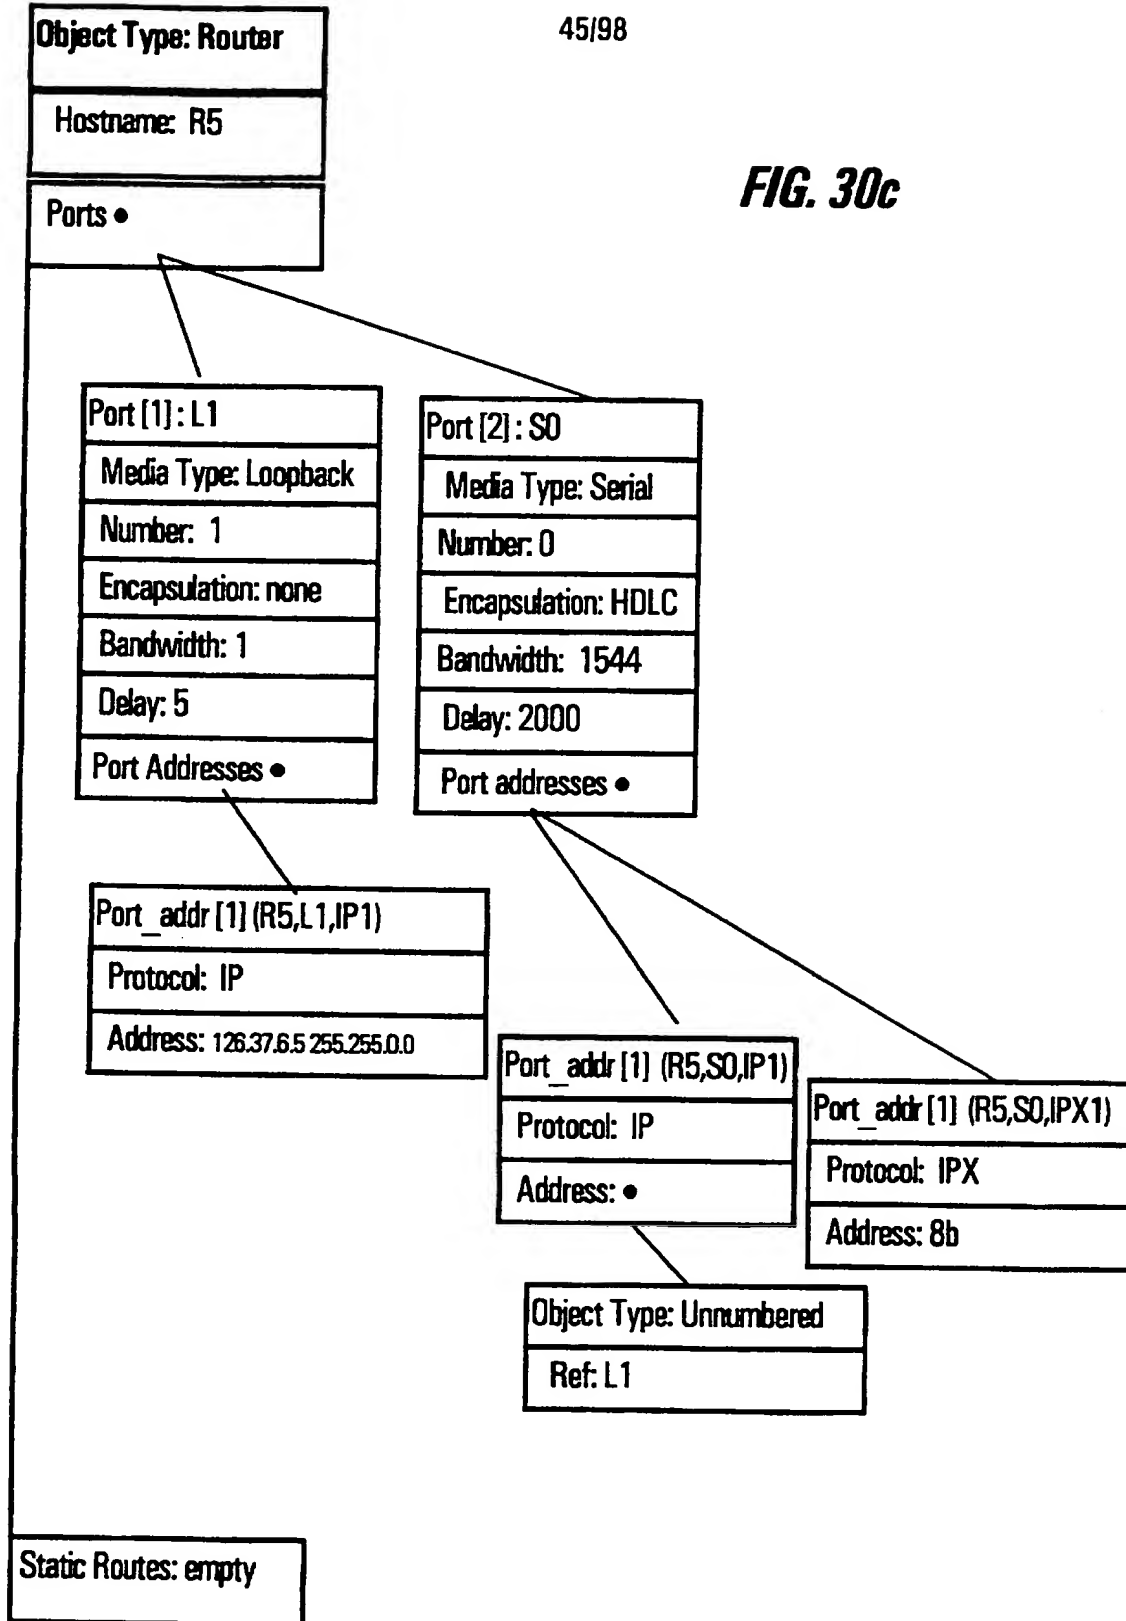 45/98
FIG. 30c
Object Type: Router
Hostname: R5
Ports •
Port [1] : L1
Media Type: Loopback
Number: 1
Encapsulation: none
Bandwidth: 1
Delay: 5
Port Addresses •
Port [2] : S0
Media Type: Serial
Number: 0
Encapsulation: HDLC
Bandwidth: 1544
Delay: 2000
Port addresses •
Port_addr [1] (R5,L1,IP1)
Protocol: IP
Address: 126.37.6.5 255.255.0.0
Port_addr [1] (R5,S0,IP1)
Protocol: IP
Address: •
Port_addr [1] (R5,S0,IPX1)
Protocol: IPX
Address: 8b
Object Type: Unnumbered
Ref: L1
Static Routes: empty